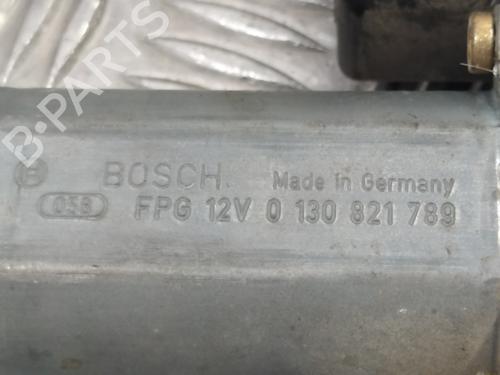 B-PARTS
BOSCH. Made in Germany
058 FPG 12V 0 130 821 789